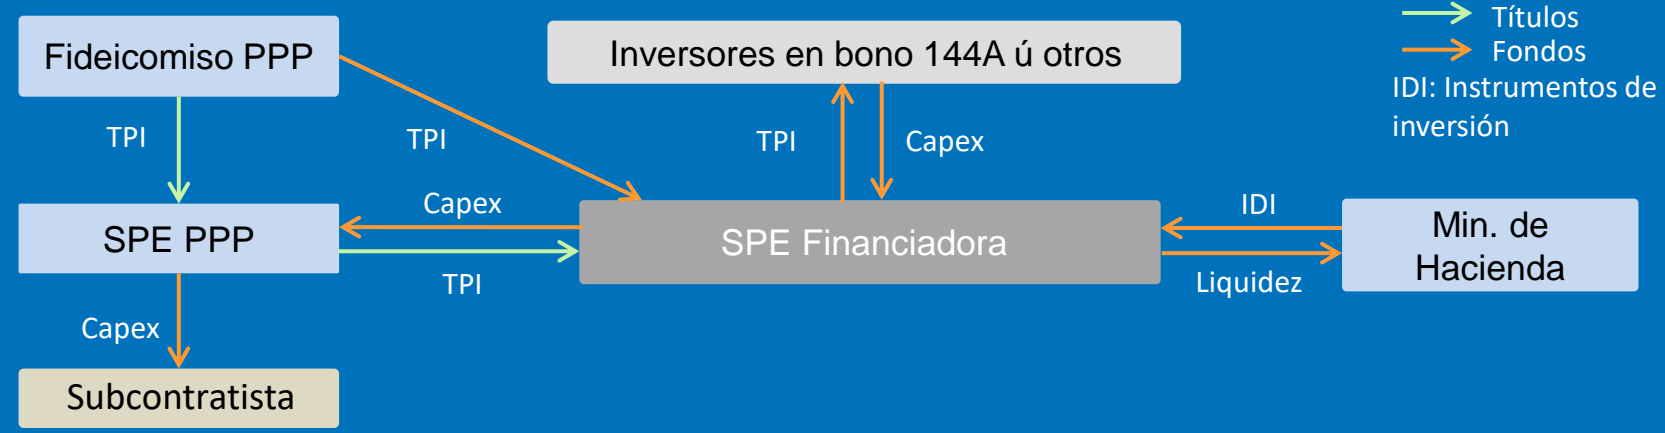 Títulos
Fondos
IDI: Instrumentos de
inversión
Fideicomiso PPP
Inversores en bono 144A ú otros
TPI
TPI
TPI
Capex
Capex
IDI
SPE PPP
SPE Financiadora
Min. de
Hacienda
TPI
Liquidez
Capex
Subcontratista